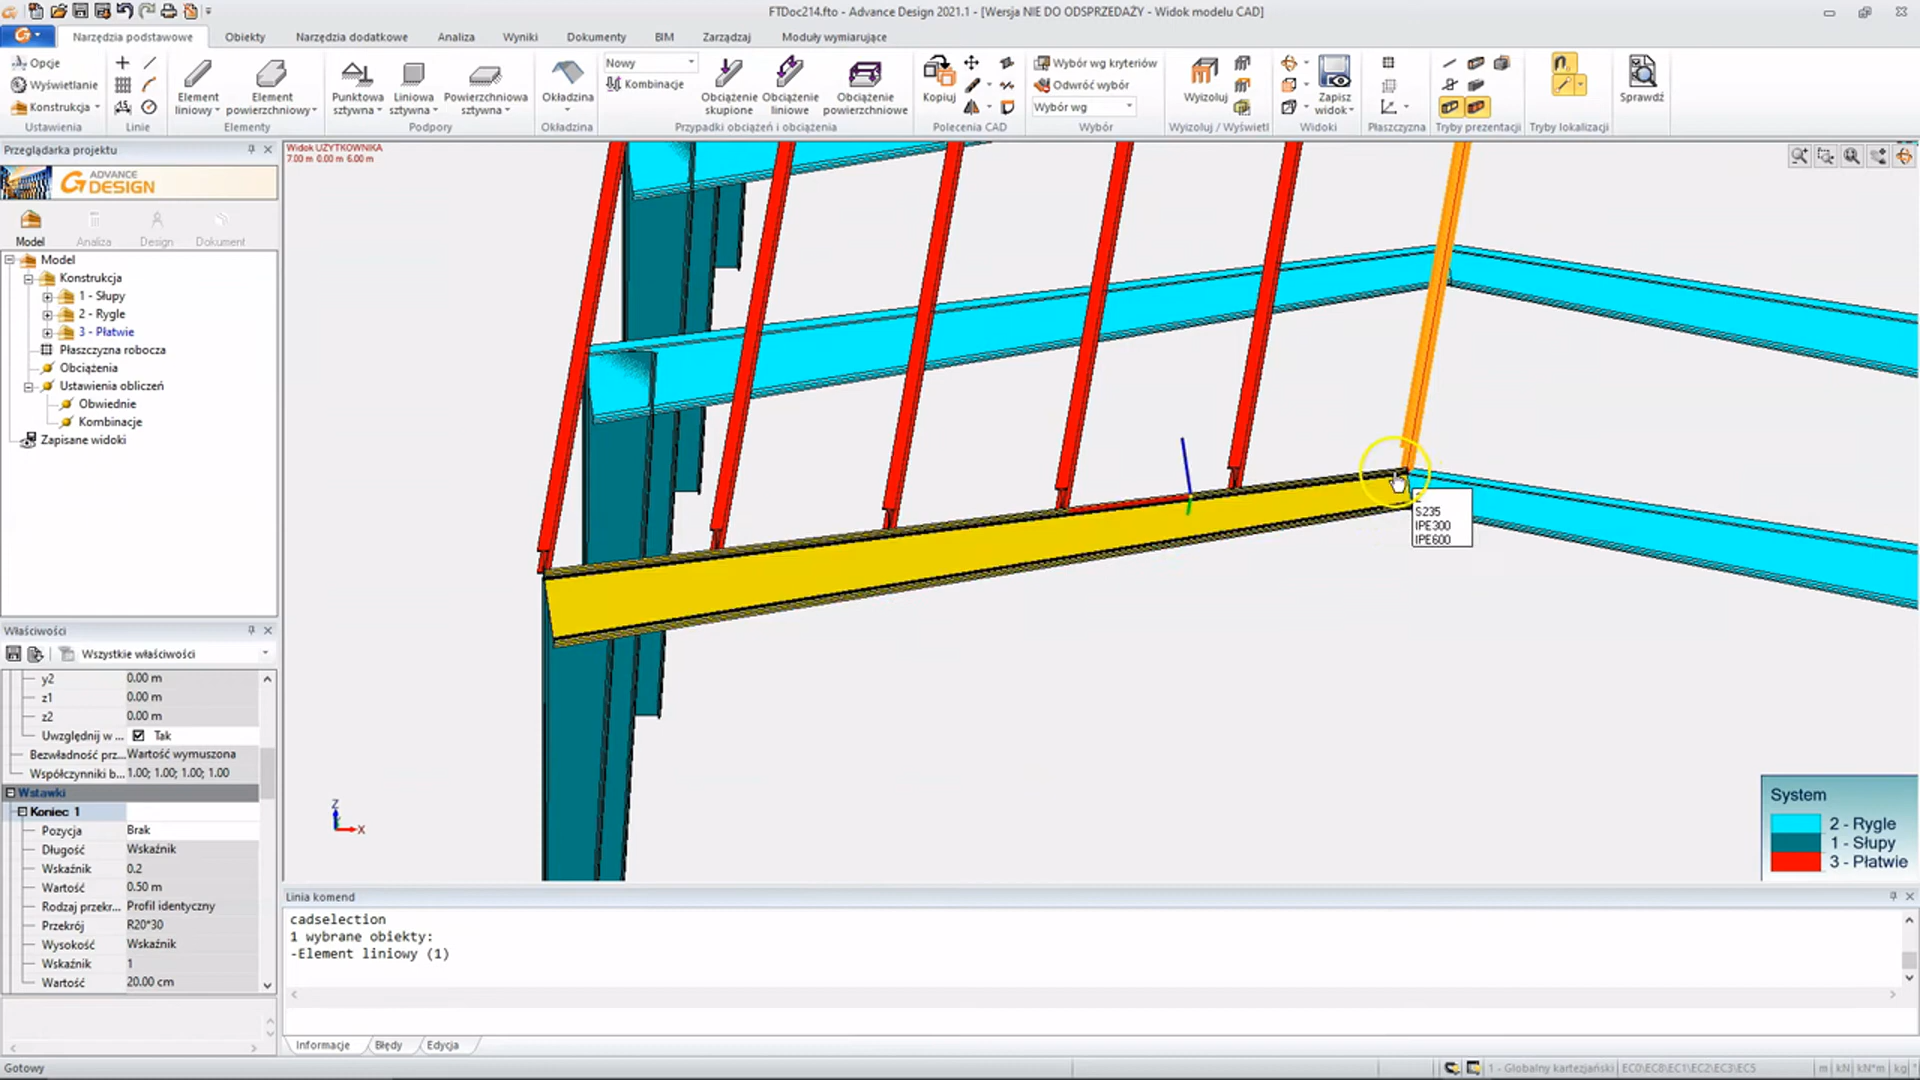 FTDoc214.fto - Advance Design 2021.1 - [Wersja NIE DO ODSPRZEDAŻY - Widok modelu CAD]
Narzędzia podstawowe
Obiekty
Narzędzia dodatkowe
Analiza
Wyniki
Dokumenty
BIM
Zarządzaj
Moduły wymiarujące
Opcje
Wyświetlanie
Konstrukcja
Ustawienia
Linie
Element liniowy
Element powierzchniowy
Elementy
Punktowa sztywna
Liniowa sztywna
Powierzchniowa sztywna
Podpory
Okładzina
Okładzina
Nowy
Kombinacje
Obciążenie skupione
Obciążenie liniowe
Obciążenie powierzchniowe
Przypadki obciążeń i obciążenia
Kopiuj
Polecenia CAD
Wybór wg kryteriów
Odwróć wybór
Wybór wg
Wybór
Wyizoluj
Wyizoluj / Wyświetl
Zapisz widok
Widoki
Płaszczyzna
Tryby prezentacji
Tryby lokalizacji
Sprawdź
Przeglądarka projektu
ADVANCE
DESIGN
Model
Analiza
Design
Dokument
Model
Konstrukcja
1 - Słupy
2 - Rygle
3 - Płatwie
Płaszczyzna robocza
Obciążenia
Ustawienia obliczeń
Obwiednie
Kombinacje
Zapisane widoki
Widok UŻYTKOWNIKA
7.00 m 0.00 m 6.00 m
S235
IPE300
IPE600
Z
X
System
2 - Rygle
1 - Słupy
3 - Płatwie
Właściwości
Wszystkie właściwości
y2 0.00 m
z1 0.00 m
z2 0.00 m
Uwzględnij w ... Tak
Bezwładność prz... Wartość wymuszona
Współczynniki b... 1.00; 1.00; 1.00; 1.00
Wstawki
Koniec 1
Pozycja Brak
Długość Wskaźnik
Wskaźnik 0.2
Wartość 0.50 m
Rodzaj przekr... Profil identyczny
Przekrój R20*30
Wysokość Wskaźnik
Wskaźnik 1
Wartość 20.00 cm
Linia komend
cadselection
1 wybrane obiekty:
-Element liniowy (1)
Informacje
Błędy
Edycja
Gotowy
1 - Globalny kartezjański
EC0\EC8\EC1\EC2\EC3\EC5
m
kN
kN*m
kg